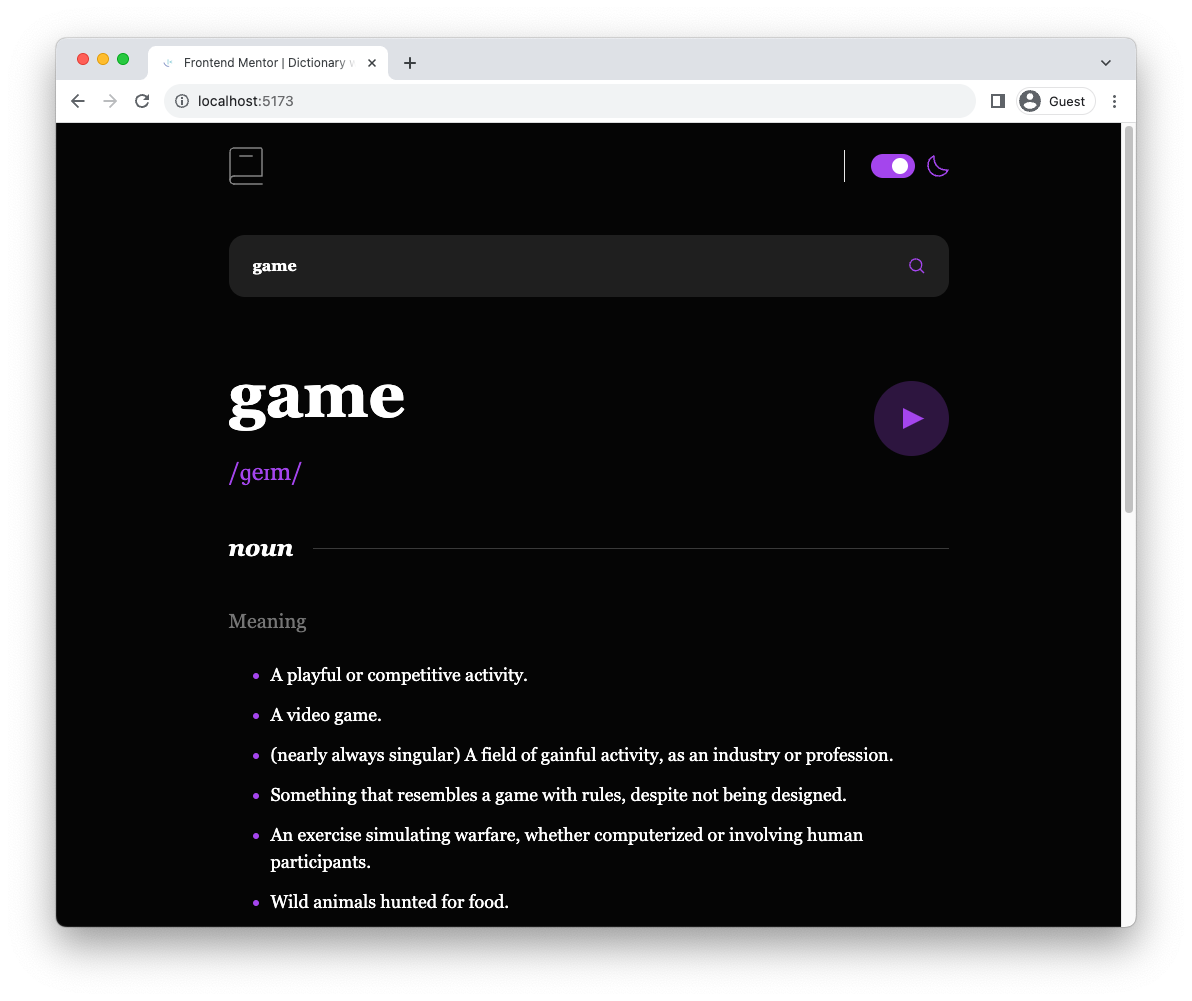 Frontend Mentor | Dictionary
localhost:5173
Guest
game
game
/ɡeɪm/
noun
Meaning
A playful or competitive activity.
A video game.
(nearly always singular) A field of gainful activity, as an industry or profession.
Something that resembles a game with rules, despite not being designed.
An exercise simulating warfare, whether computerized or involving human
participants.
Wild animals hunted for food.